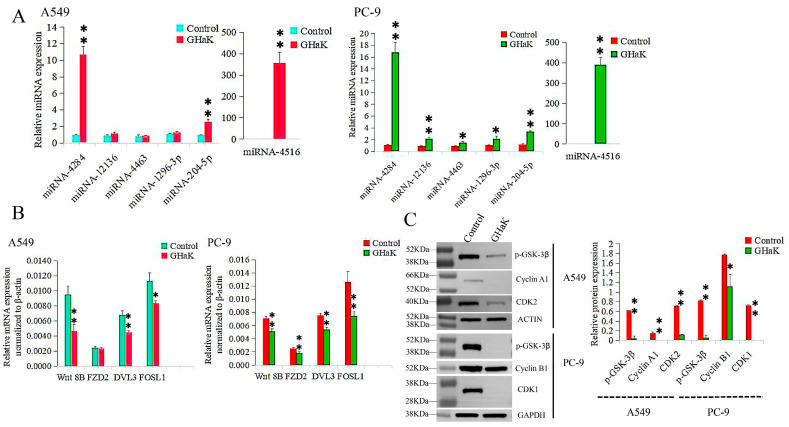 A
A549
Relative miRNA expression
14
12
10
8
6
4
2
0
Control
GHaK
**
**
miRNA-4284
miRNA-12136
miRNA-4463
miRNA-1296-3p
miRNA-204-5p
500
400
300
200
100
0
**
miRNA-4516
PC-9
Relative miRNA expression
20
18
16
14
12
10
8
6
4
2
0
Control
GHaK
**
**
*
*
**
miRNA-4284
miRNA-12136
miRNA-4463
miRNA-1296-3p
miRNA-204-5p
500
400
300
200
100
0
**
miRNA-4516
B
A549
Relative miRNA expression
normalized to β-actin
0.0140
0.0120
0.0100
0.0080
0.0060
0.0040
0.0020
0.0000
Control
GHaK
**
**
*
Wnt 8B FZD2 DVL3 FOSL1
PC-9
Relative miRNA expression
normalized to β-actin
0.016
0.014
0.012
0.010
0.008
0.006
0.004
0.002
0.000
Control
GHaK
**
**
**
**
Wnt 8B FZD2 DVL3 FOSL1
C
Control
GHaK
52KDa
38KDa
p-GSK-3β
66KDa
52KDa
Cyclin A1
40KDa
CDK2
52KDa
38KDa
ACTIN
A549
52KDa
38KDa
p-GSK-3β
52KDa
Cyclin B1
38KDa
CDK1
38KDa
GAPDH
PC-9
Relative protein expression
2
1.8
1.6
1.4
1.2
1
0.8
0.6
0.4
0.2
0
Control
GHaK
**
**
**
**
*
**
p-GSK-3β
Cyclin A1
CDK2
p-GSK-3β
Cyclin B1
CDK1
A549
PC-9